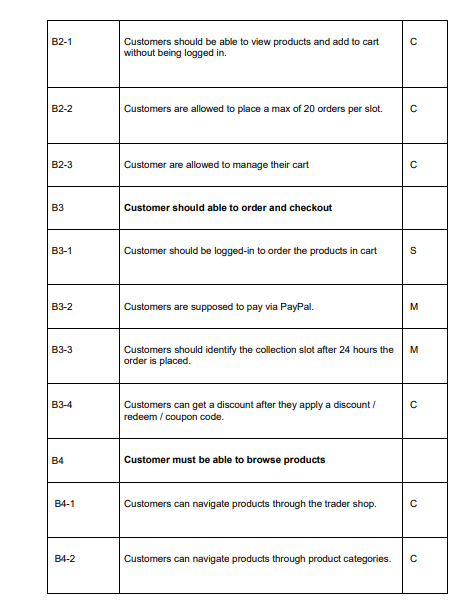 B2-1 Customers should be able to view products and add to cart C
without being logged in.
B2-2 Customers are allowed to place a max of 20 orders per slot. C
B2-3 Customer are allowed to manage their cart C
B3 Customer should able to order and checkout
B3-1 Customer should be logged-in to order the products in cart S
B3-2 Customers are supposed to pay via PayPal. M
B3-3 Customers should identify the collection slot after 24 hours the M
order is placed.
B3-4 Customers can get a discount after they apply a discount / C
redeem / coupon code.
B4 Customer must be able to browse products
B4-1 Customers can navigate products through the trader shop. C
B4-2 Customers can navigate products through product categories. C